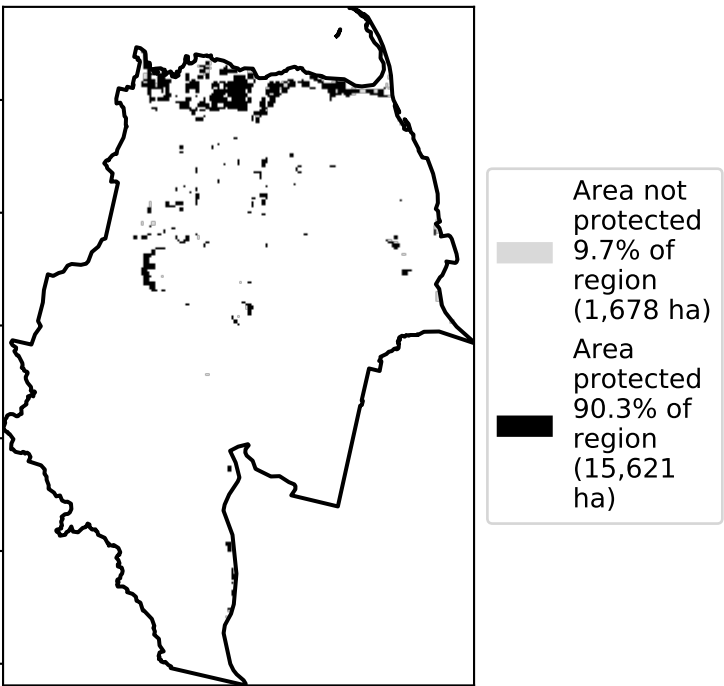 Area not
protected
9.7% of
region
(1,678 ha)
Area
protected
90.3% of
region
(15,621
ha)